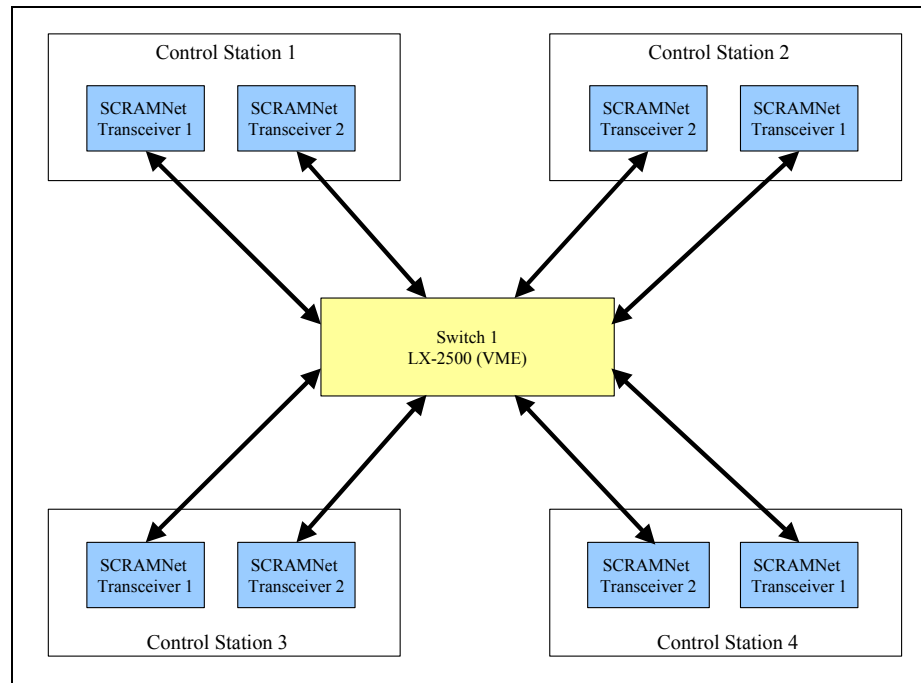 Control Station 1
SCRAMNet
Transceiver 1
SCRAMNet
Transceiver 2
Control Station 2
SCRAMNet
Transceiver 2
SCRAMNet
Transceiver 1
Switch 1
LX-2500 (VME)
SCRAMNet
Transceiver 1
SCRAMNet
Transceiver 2
Control Station 3
SCRAMNet
Transceiver 2
SCRAMNet
Transceiver 1
Control Station 4